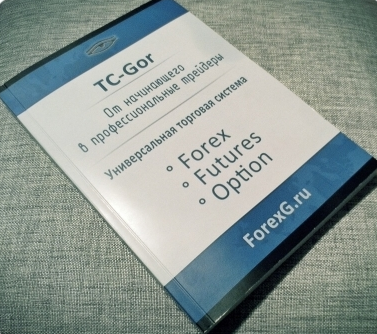 TC-Gor
От начинающего
в профессиональные трейдеры
Универсальная торговая система
° Forex
° Futures
° Option
ForexG.ru